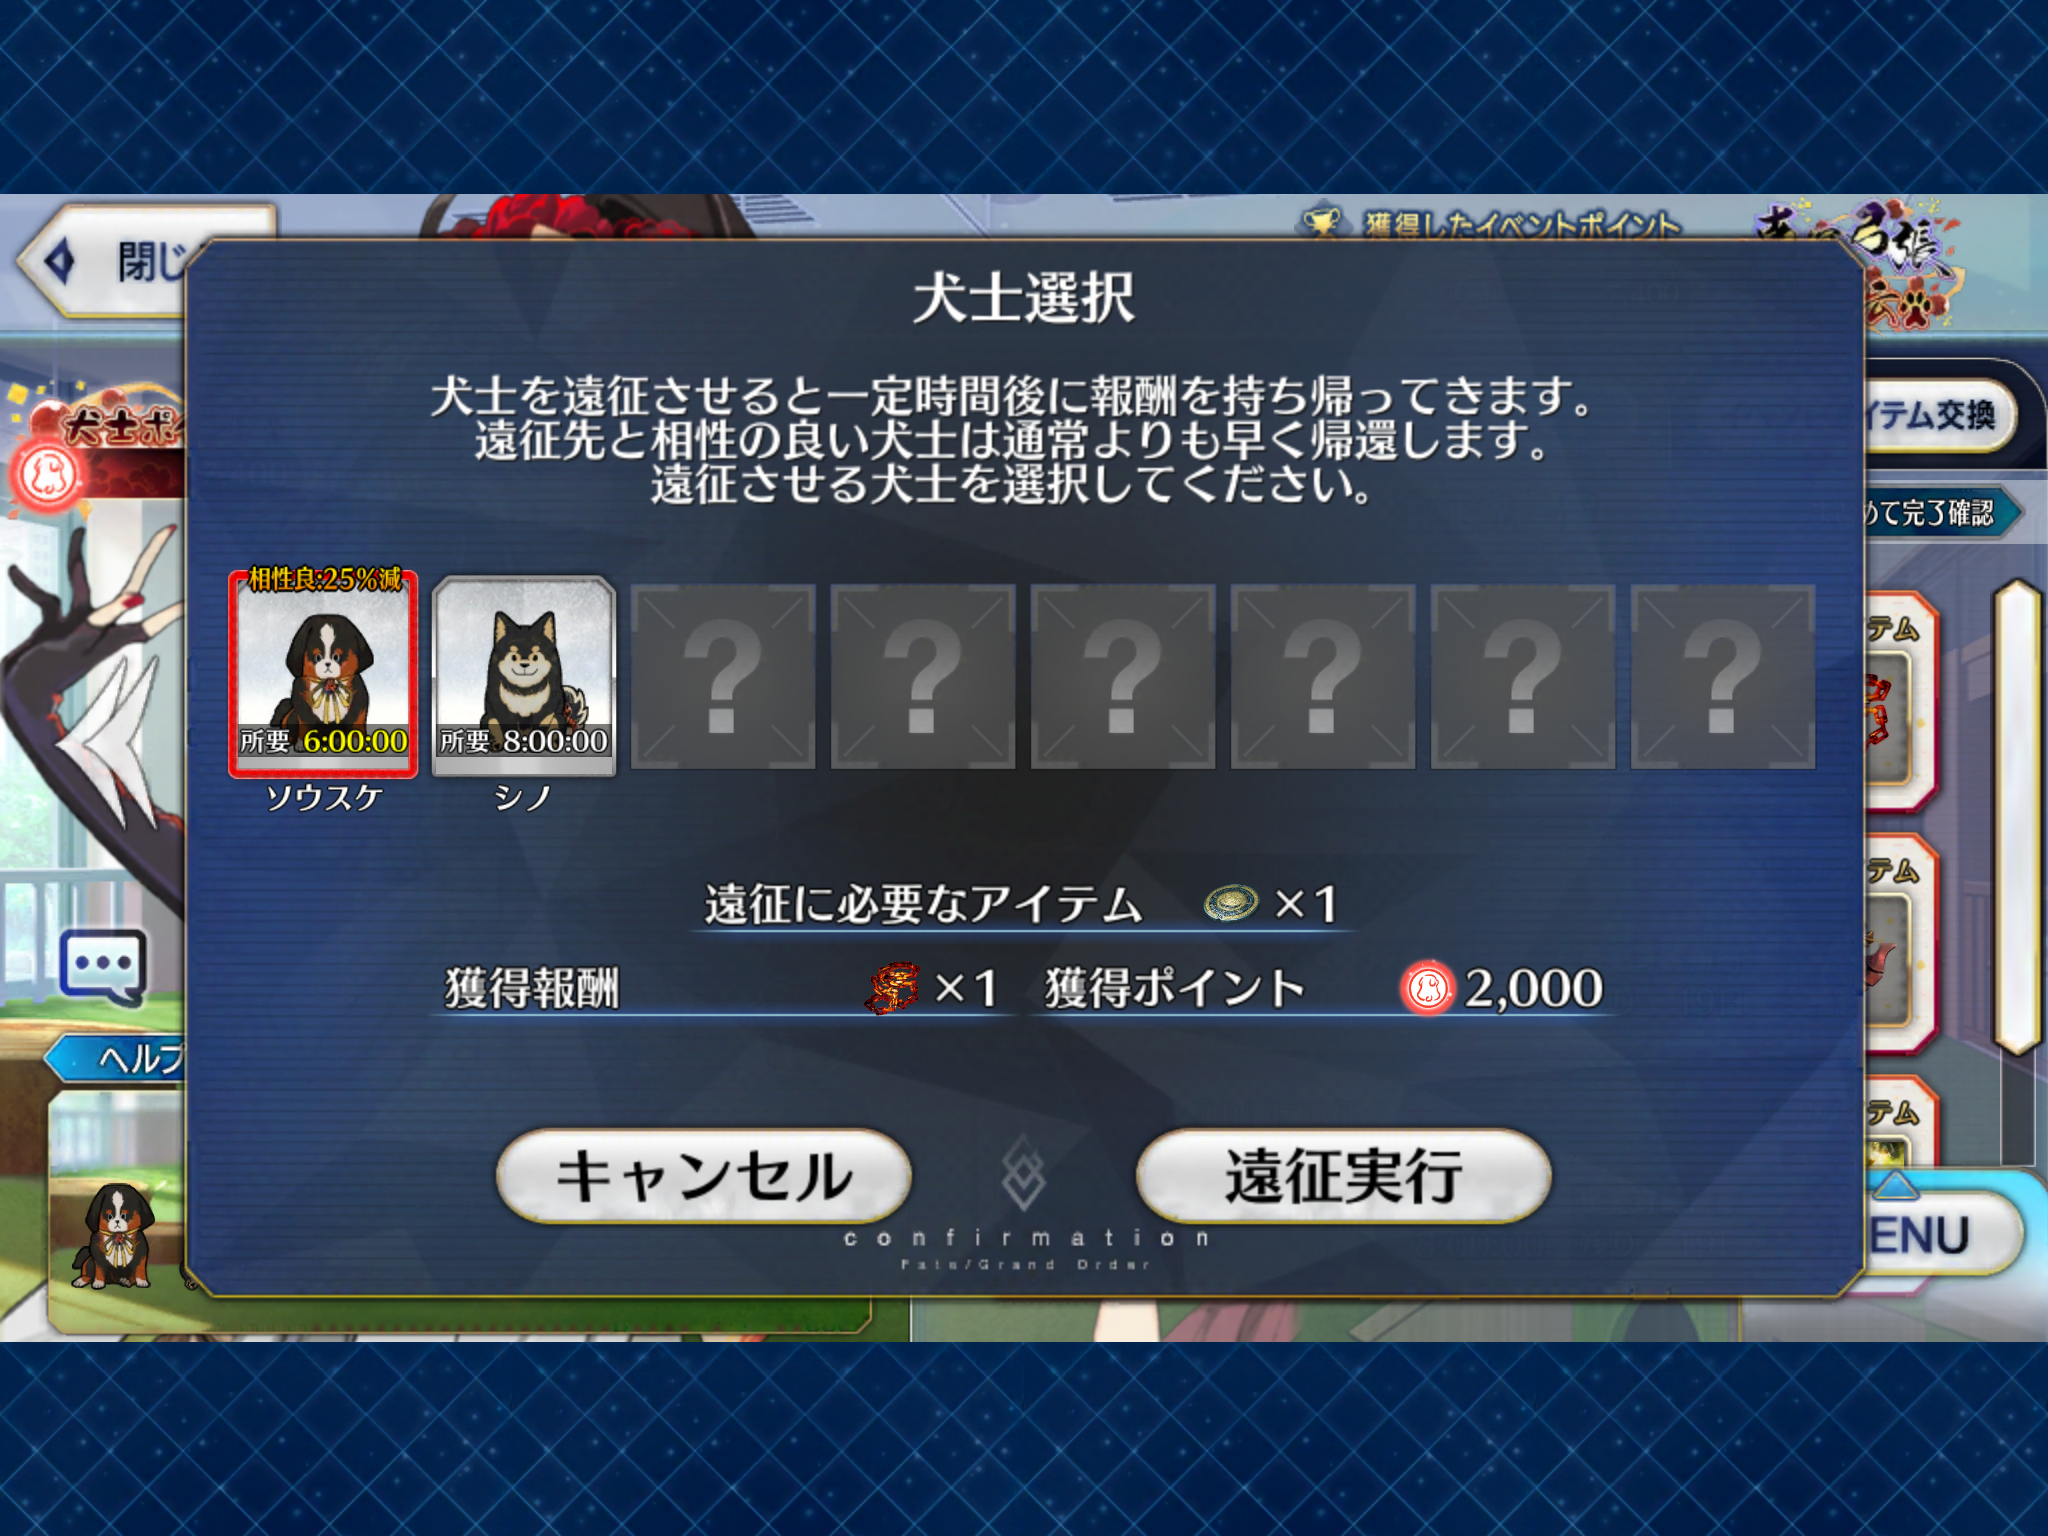 閉じ
獲得したイベントポイント
犬士選択
犬士を遠征させると一定時間後に報酬を持ち帰ってきます。
遠征先と相性の良い犬士は通常よりも早く帰還します。
遠征させる犬士を選択してください。
犬士ポイ
イテム交換
めて完了確認
相性良:25%減
所要 6:00:00
ソウスケ
所要 8:00:00
シノ
?
?
?
?
?
?
テム
テム
テム
遠征に必要なアイテム ×1
獲得報酬 ×1 獲得ポイント 2,000
ヘルプ
キャンセル
遠征実行
confirmation
Fate/Grand Order
ENU